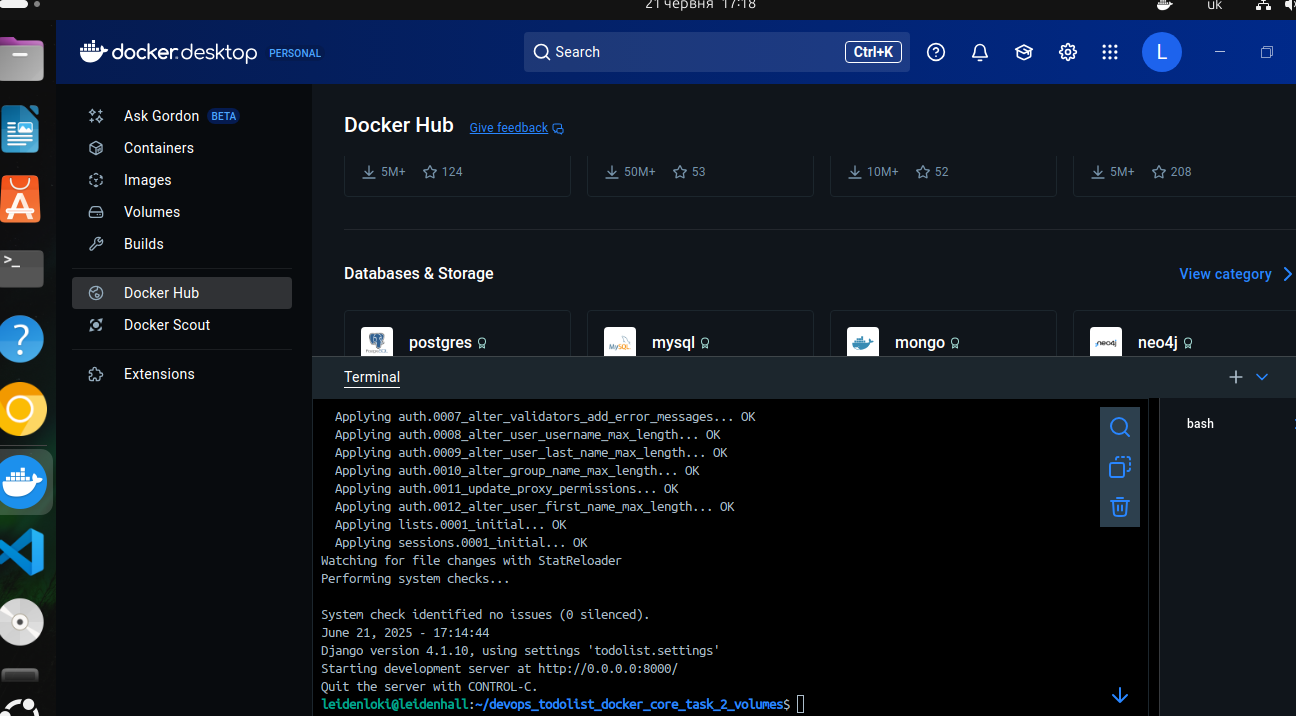 21 червня 17:18
uk
docker.desktop PERSONAL
Search
Ctrl+K
L
Ask Gordon BETA
Containers
Images
Volumes
Builds
Docker Hub
Docker Scout
Extensions
Docker Hub Give feedback
5M+ 124
50M+ 53
10M+ 52
5M+ 208
Databases & Storage
View category
PostgreSQL postgres
MySQL mysql
mongo
neo4j neo4j
Terminal
bash
Applying auth.0007_alter_validators_add_error_messages... OK
Applying auth.0008_alter_user_username_max_length... OK
Applying auth.0009_alter_user_last_name_max_length... OK
Applying auth.0010_alter_group_name_max_length... OK
Applying auth.0011_update_proxy_permissions... OK
Applying auth.0012_alter_user_first_name_max_length... OK
Applying lists.0001_initial... OK
Applying sessions.0001_initial... OK
Watching for file changes with StatReloader
Performing system checks...
System check identified no issues (0 silenced).
June 21, 2025 - 17:14:44
Django version 4.1.10, using settings 'todolist.settings'
Starting development server at http://0.0.0.0:8000/
Quit the server with CONTROL-C.
leidenloki@leidenhall:~/devops_todolist_docker_core_task_2_volumes$